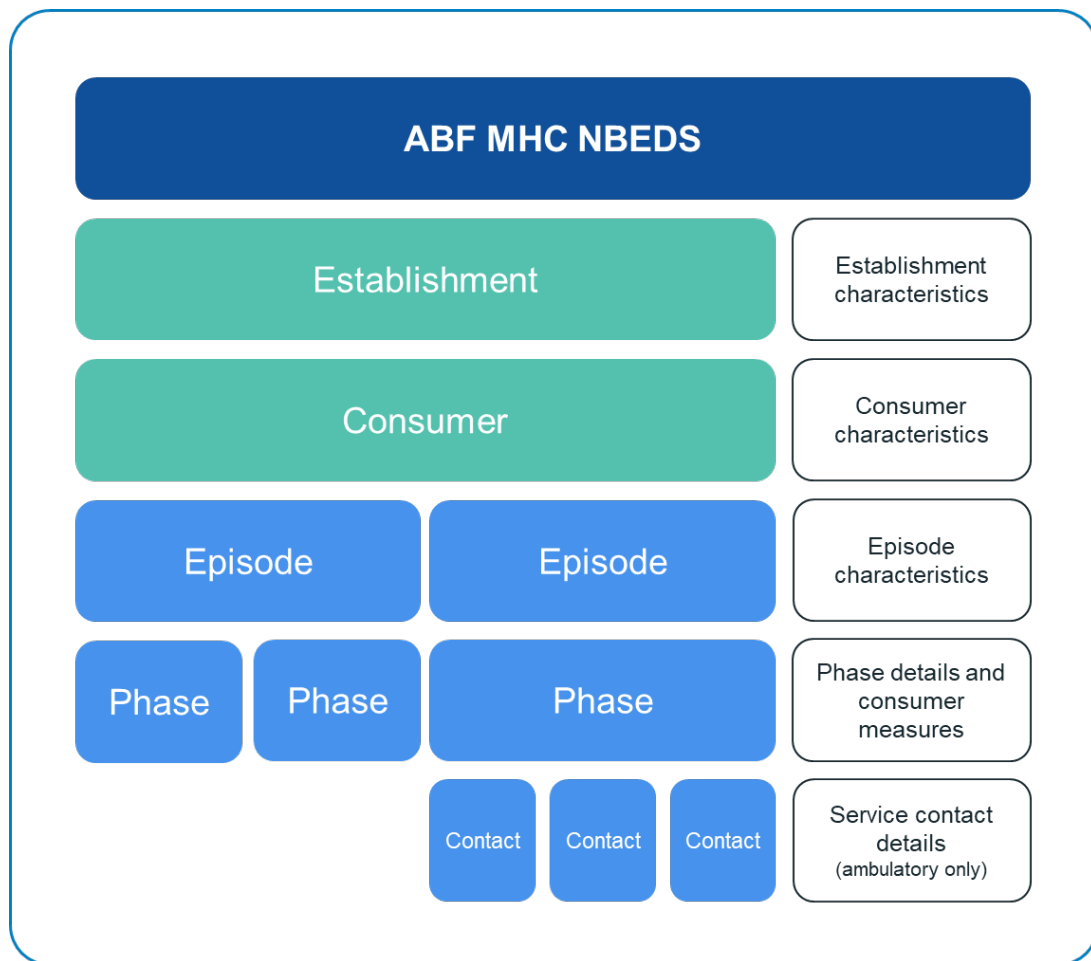 ABF MHC NBEDS
Establishment
Establishment
characteristics
Consumer
Consumer
characteristics
Episode
Episode
Episode
characteristics
Phase
Phase
Phase
Phase details and
consumer
measures
Contact
Contact
Contact
Service contact
details
(ambulatory only)